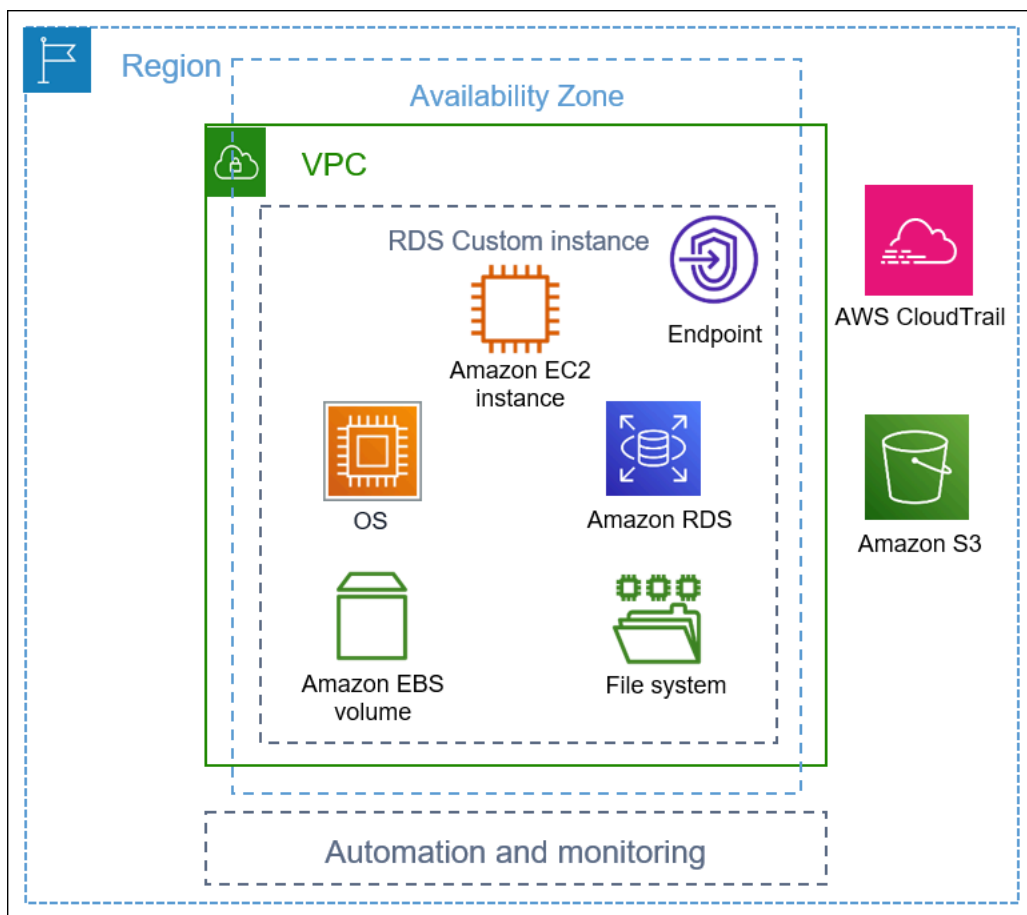 Region
Availability Zone
VPC
RDS Custom instance
Endpoint
Amazon EC2
instance
AWS CloudTrail
OS
Amazon RDS
Amazon S3
Amazon EBS
volume
File system
Automation and monitoring